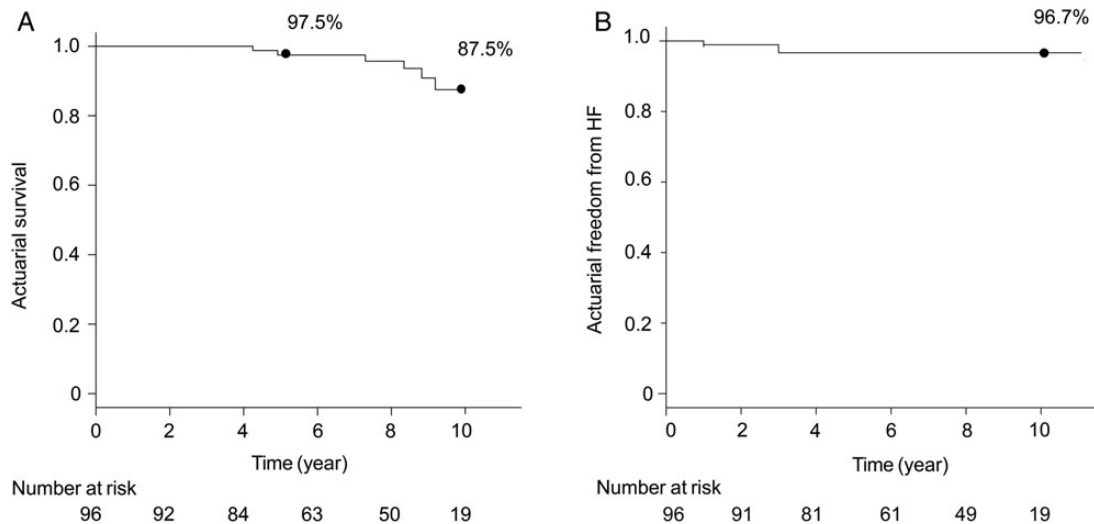 A
97.5%
87.5%
1.0
0.8
0.6
0.4
0.2
0
Actuarial survival
0 2 4 6 8 10
Time (year)
Number at risk
96 92 84 63 50 19
B
96.7%
1.0
0.8
0.6
0.4
0.2
0
Actuarial freedom from HF
0 2 4 6 8 10
Time (year)
Number at risk
96 91 81 61 49 19